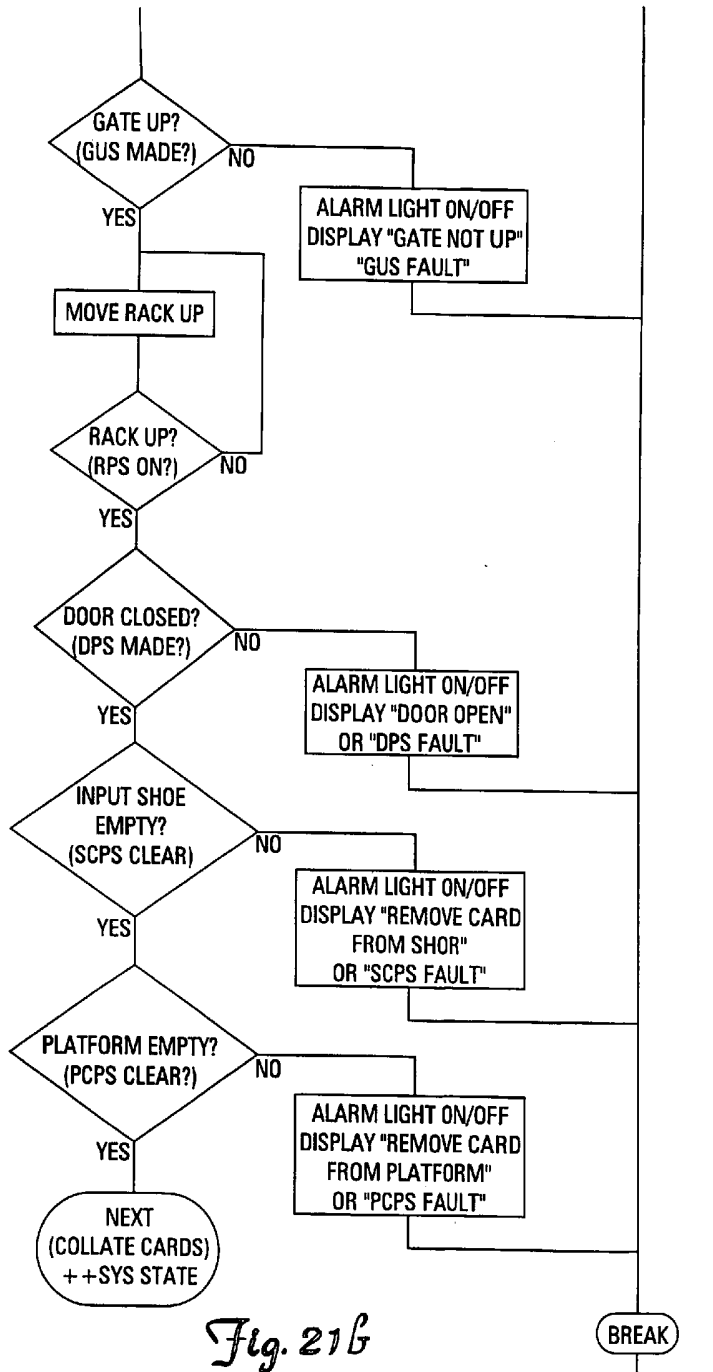 GATE UP?
(GUS MADE?)
NO
YES
ALARM LIGHT ON/OFF
DISPLAY "GATE NOT UP"
"GUS FAULT"
MOVE RACK UP
RACK UP?
(RPS ON?)
NO
YES
DOOR CLOSED?
(DPS MADE?)
NO
YES
ALARM LIGHT ON/OFF
DISPLAY "DOOR OPEN"
OR "DPS FAULT"
INPUT SHOE
EMPTY?
(SCPS CLEAR)
NO
YES
ALARM LIGHT ON/OFF
DISPLAY "REMOVE CARD
FROM SHOR"
OR "SCPS FAULT"
PLATFORM EMPTY?
(PCPS CLEAR?)
NO
YES
ALARM LIGHT ON/OFF
DISPLAY "REMOVE CARD
FROM PLATFORM"
OR "PCPS FAULT"
NEXT
(COLLATE CARDS)
++SYS STATE
BREAK
Fig. 21b